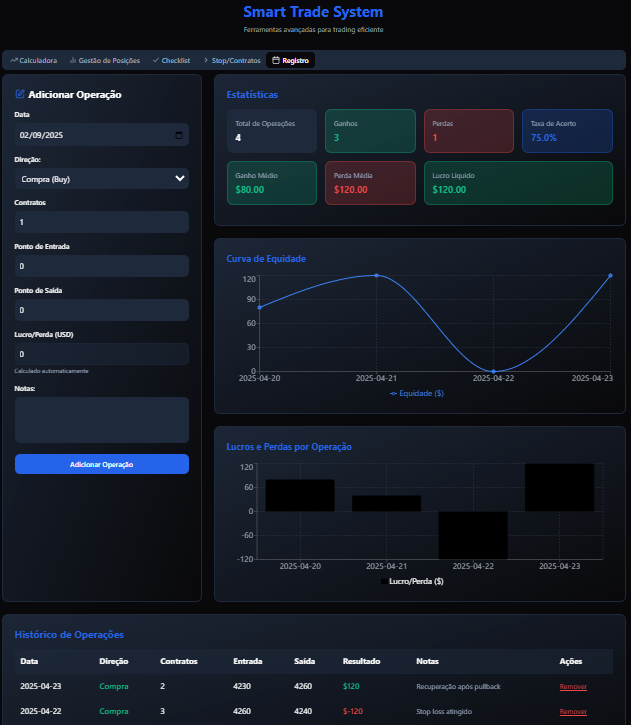 Smart Trade System
Ferramentas avançadas para trading eficiente
Calculadora Gestão de Posições Checklist Stop/Contratos Registro
Adicionar Operação
Data
02/09/2025
Direção:
Compra (Buy)
Contratos
1
Ponto de Entrada
0
Ponto de Saída
0
Lucro/Perda (USD)
0
Calculado automaticamente
Notas:
Adicionar Operação
Estatísticas
Total de Operações Ganhos Perdas Taxa de Acerto
4 3 1 75.0%
Ganho Médio Perda Média Lucro Líquido
$80.00 $120.00 $120.00
Curva de Equidade
120
90
60
30
0
2025-04-20 2025-04-21 2025-04-22 2025-04-23
Equidade ($)
Lucros e Perdas por Operação
120
60
0
-60
-120
2025-04-20 2025-04-21 2025-04-22 2025-04-23
Lucro/Perda ($)
Histórico de Operações
Data Direção Contratos Entrada Saída Resultado Notas Ações
2025-04-23 Compra 2 4230 4260 $120 Recuperação após pullback Remover
2025-04-22 Compra 3 4260 4240 $-120 Stop loss atingido Remover